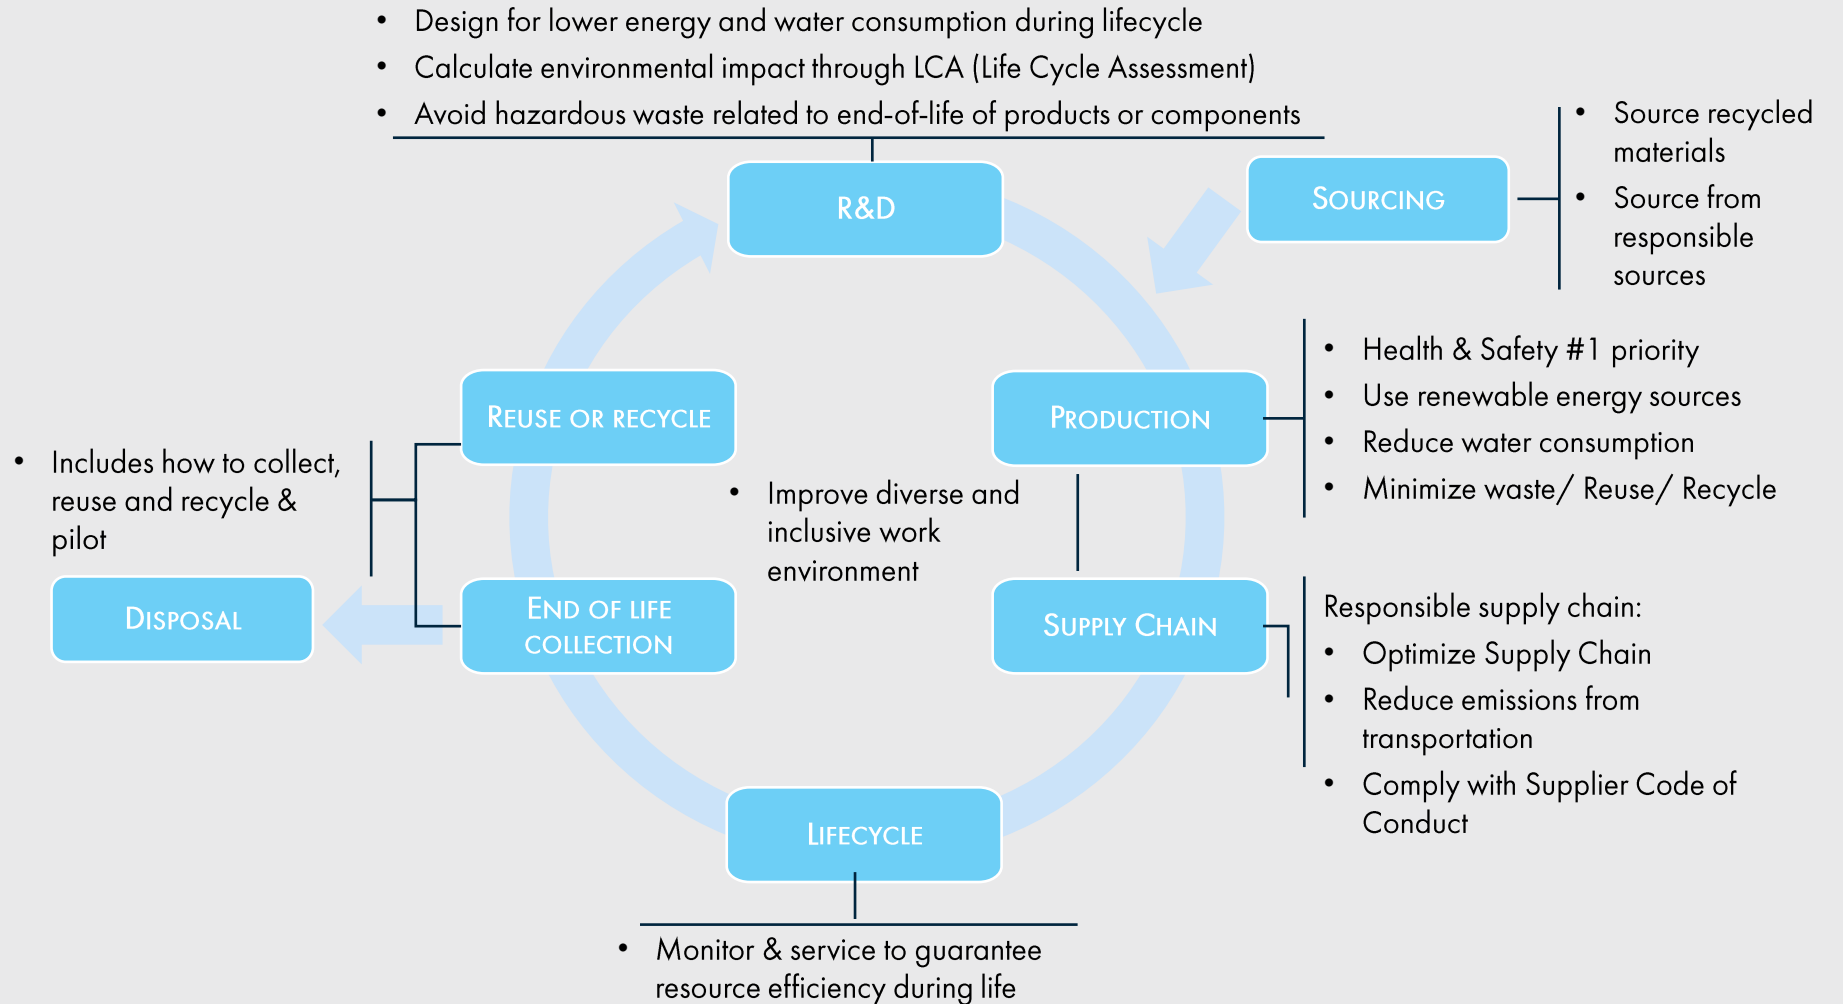 • Design for lower energy and water consumption during lifecycle
• Calculate environmental impact through LCA (Life Cycle Assessment)
• Avoid hazardous waste related to end-of-life of products or components
R&D
Sourcing
• Source recycled
materials
• Source from
responsible
sources
Production
• Health & Safety #1 priority
• Use renewable energy sources
• Reduce water consumption
• Minimize waste/ Reuse/ Recycle
Reuse or recycle
• Includes how to collect,
reuse and recycle &
pilot
• Improve diverse and
inclusive work
environment
Disposal
End of life
collection
Supply Chain
Responsible supply chain:
• Optimize Supply Chain
• Reduce emissions from
transportation
• Comply with Supplier Code of
Conduct
Lifecycle
• Monitor & service to guarantee
resource efficiency during life